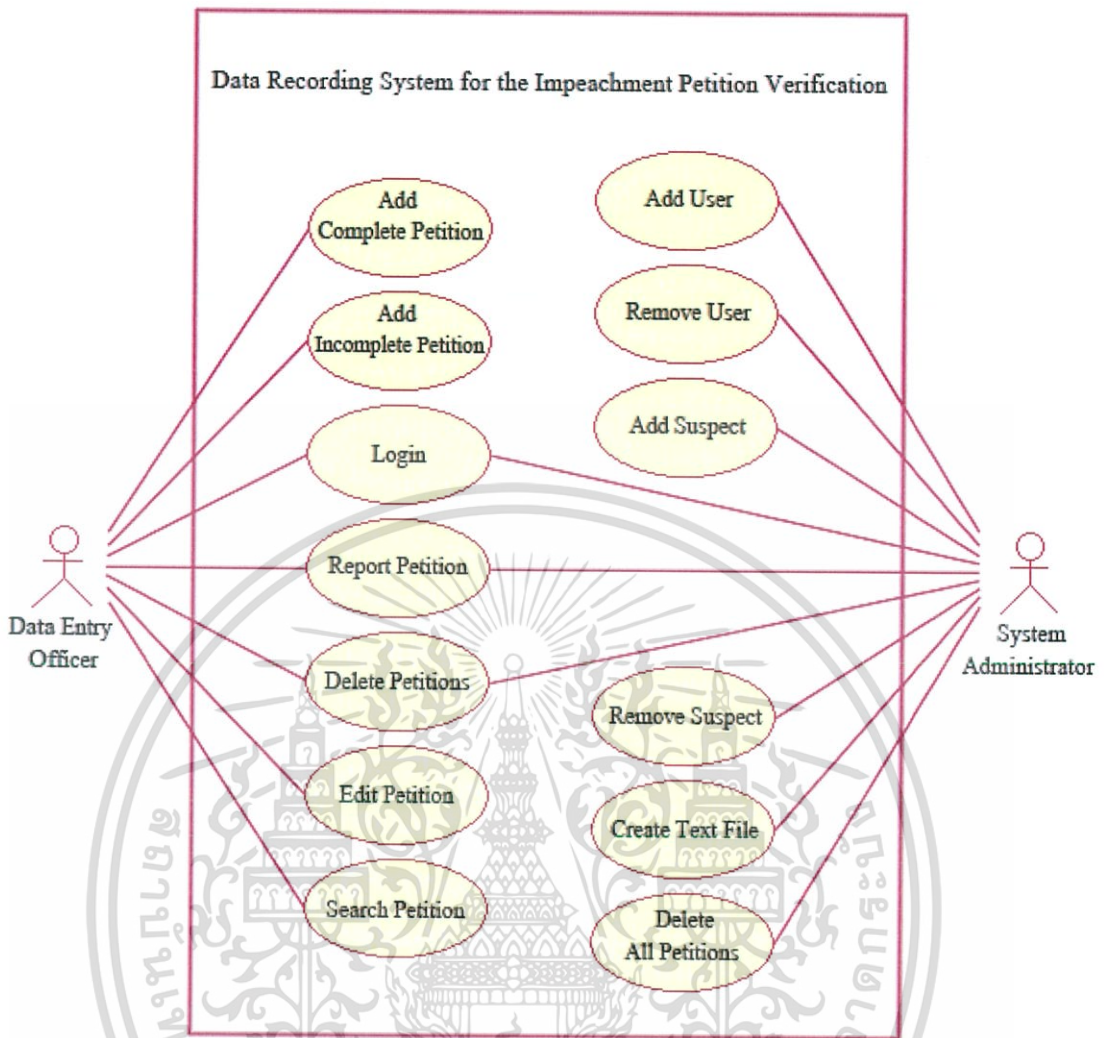 Data Recording System for the Impeachment Petition Verification
Add
Complete Petition
Add User
Add
Incomplete Petition
Remove User
Login
Add Suspect
Report Petition
Data Entry
Officer
System
Administrator
Delete Petitions
Remove Suspect
Edit Petition
Create Text File
Search Petition
Delete
All Petitions